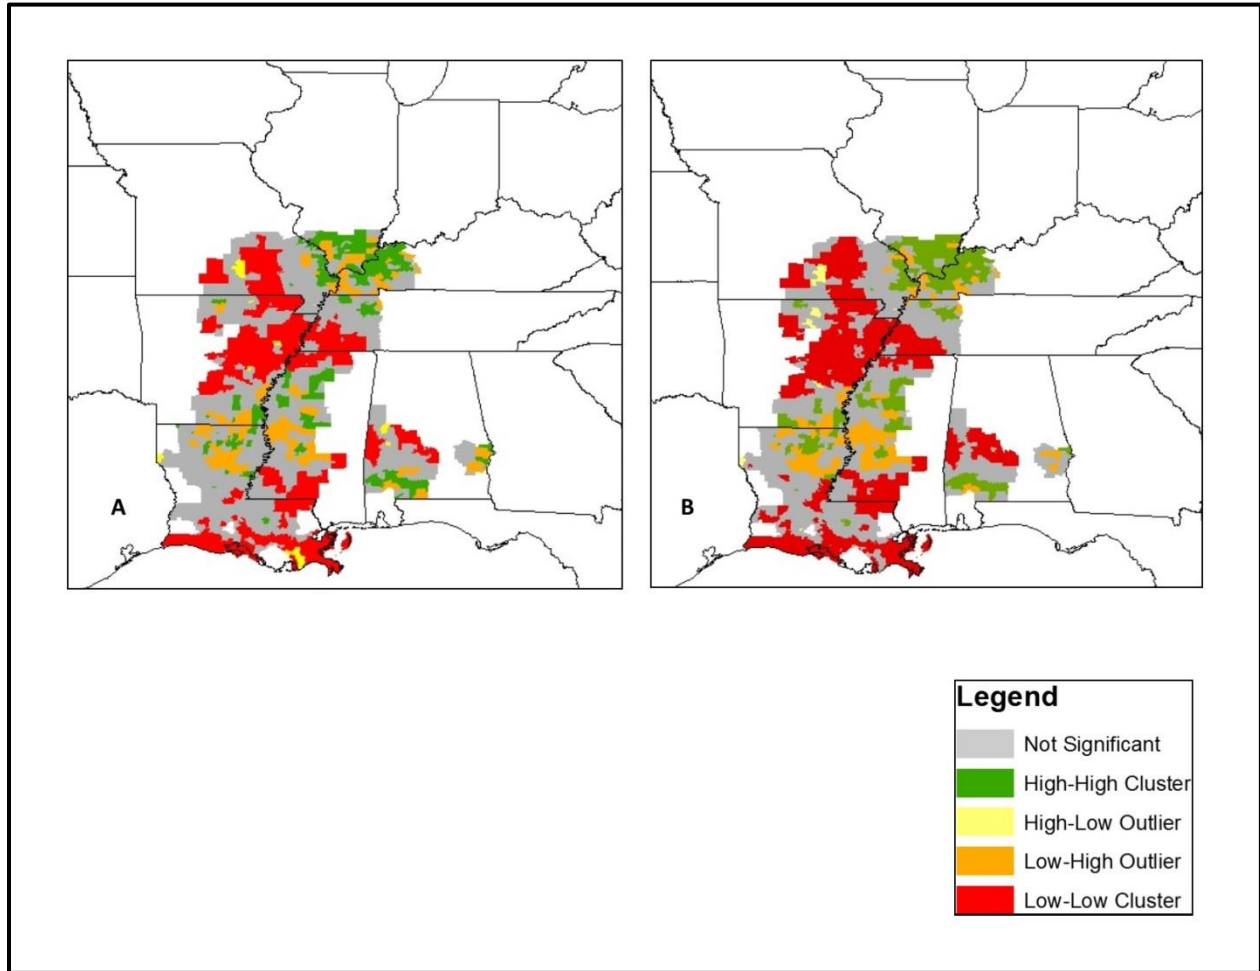 A
B
Legend
Not Significant
High-High Cluster
High-Low Outlier
Low-High Outlier
Low-Low Cluster